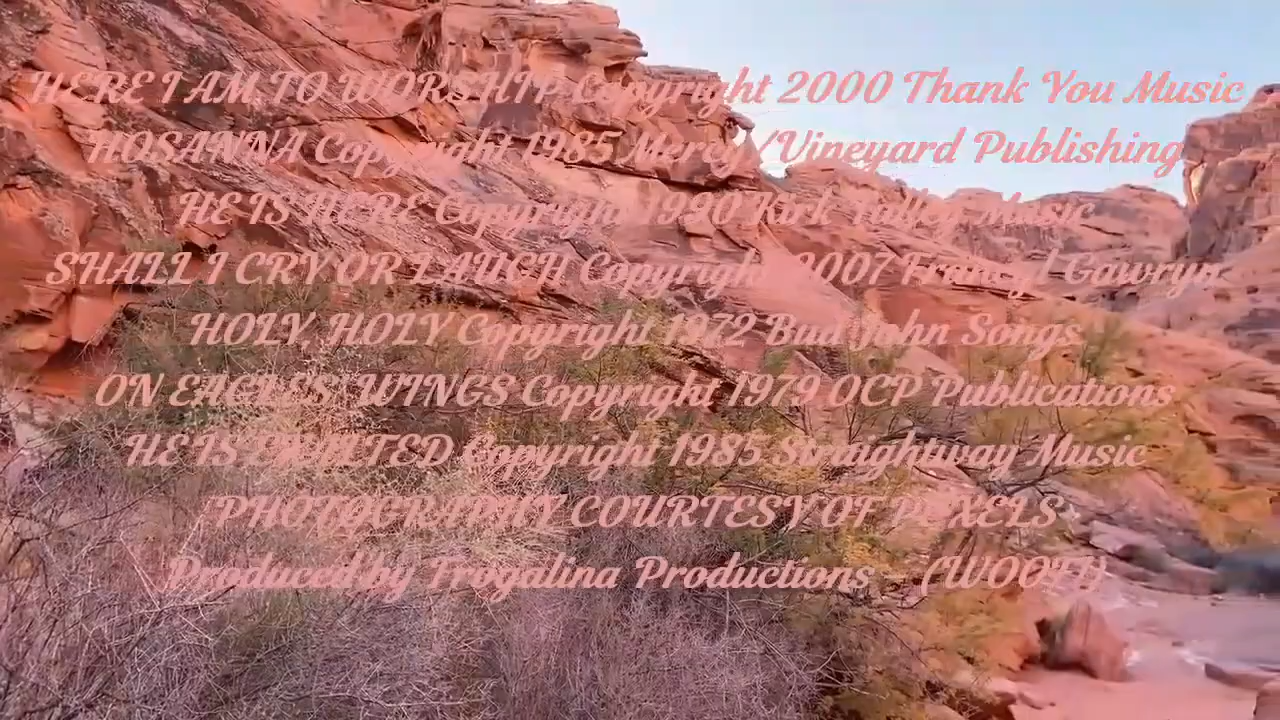 HERE I AM TO WORSHIP Copyright 2000 Thank You Music
HOSANNA Copyright 1985 Mercy/Vineyard Publishing
HE IS HERE Copyright 1990 Kirk Talley Music
SHALL I CRY OR LAUGH Copyright 2007 Gawryn
HOLY, HOLY Copyright 1972 Bud John Songs
ON EAGLES' WINGS Copyright 1979 OCP Publications
HE IS EXALTED Copyright 1985 Straightway Music
PHOTOGRAPHY COURTESY OF PEXELS
Produced by Trogalina Productions